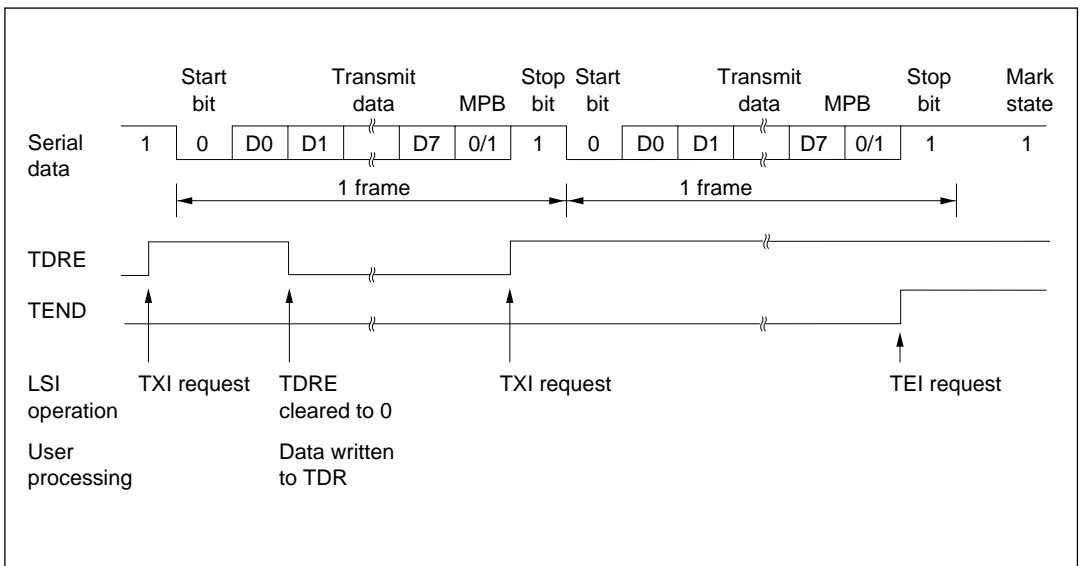 Start bit
Transmit data
MPB
Stop bit
Start bit
Transmit data
MPB
Stop bit
Mark state
Serial data
1 0 D0 D1 D7 0/1 1 0 D0 D1 D7 0/1 1 1
1 frame
1 frame
TDRE
TEND
LSI operation
TXI request
TDRE cleared to 0
TXI request
TEI request
User processing
Data written to TDR